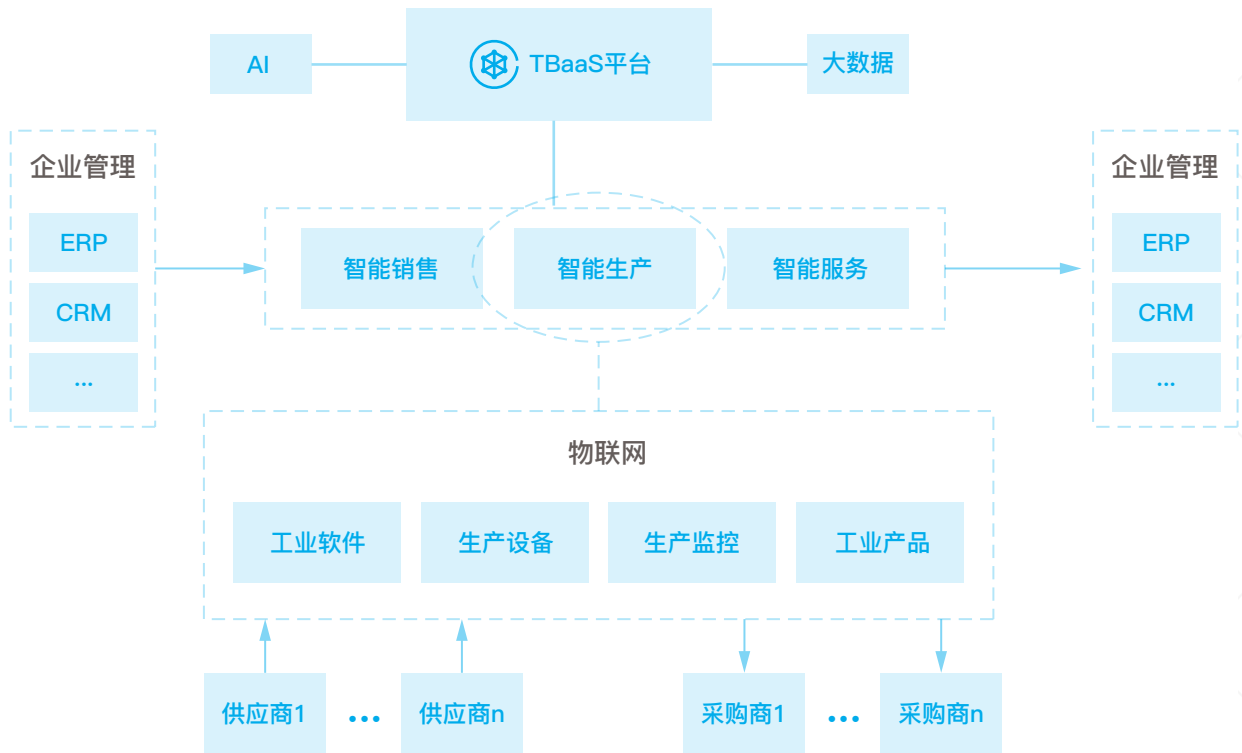 AI
TBaaS平台
大数据
企业管理
ERP
CRM
...
智能销售
智能生产
智能服务
企业管理
ERP
CRM
...
物联网
工业软件
生产设备
生产监控
工业产品
供应商1
...
供应商n
采购商1
...
采购商n